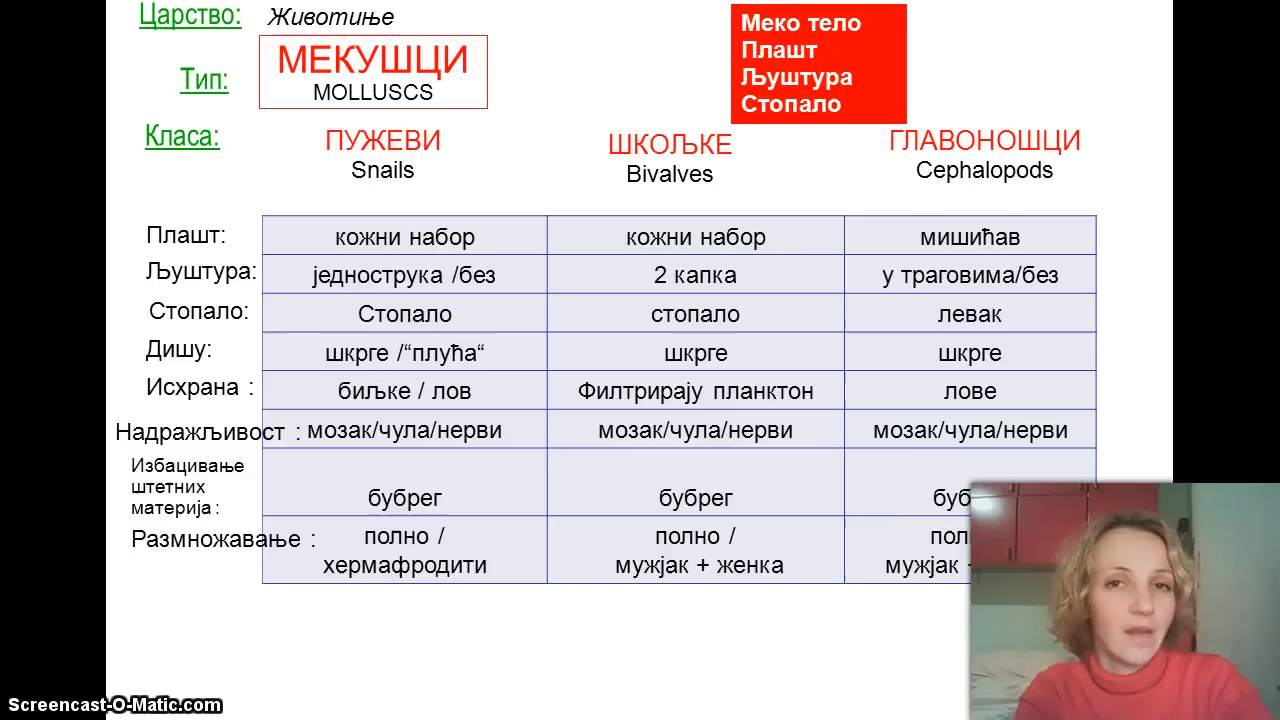 Царство: Животиње
Меко тело
Плашт
Љуштура
Стопало
Тип: МЕКУШЦИ
MOLLUSCS
Класа: ПУЖЕВИ ШКОЉКЕ ГЛАВОНОШЦИ
Snails Bivalves Cephalopods
Плашт: кожни набор кожни набор мишићав
Љуштура: једнострука /без 2 капка у траговима/без
Стопало: Стопало стопало левак
Дишу: шкрге /“плућа“ шкрге шкрге
Исхрана : биљке / лов Филтрирају планктон лове
Надражљивост : мозак/чула/нерви мозак/чула/нерви мозак/чула/нерви
Избацивање
штетних
материја : бубрег бубрег
Размножавање : полно / полно /
хермафродити мужјак + женка мужјак
Screencast-O-Matic.com